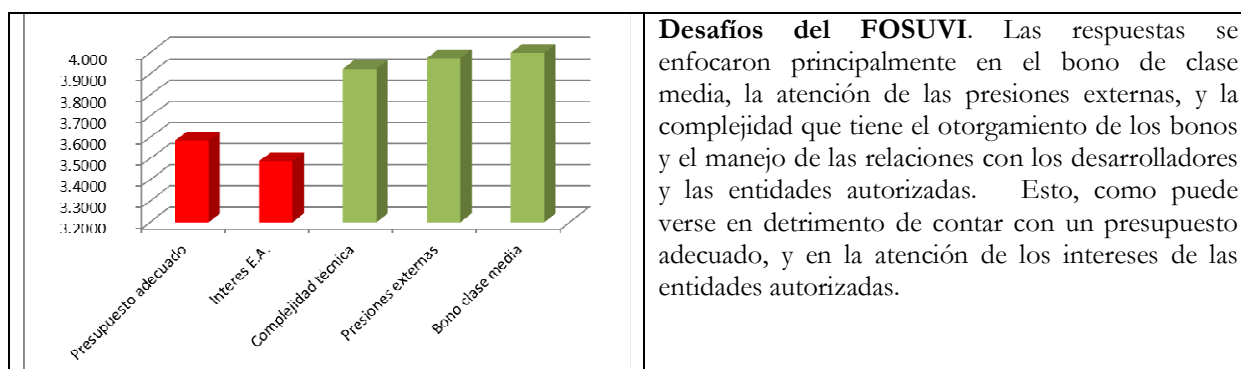 4.000
3.9000
3.8000
3.7000
3.6000
3.5000
3.4000
3.3000
3.2000
Presupuesto adecuado
Interes E.A.
Complejidad técnica
Presiones externas
Bono clase media
Desafíos del FOSUVI. Las respuestas se
enfocaron principalmente en el bono de clase
media, la atención de las presiones externas, y la
complejidad que tiene el otorgamiento de los bonos
y el manejo de las relaciones con los desarrolladores
y las entidades autorizadas. Esto, como puede
verse en detrimento de contar con un presupuesto
adecuado, y en la atención de los intereses de las
entidades autorizadas.